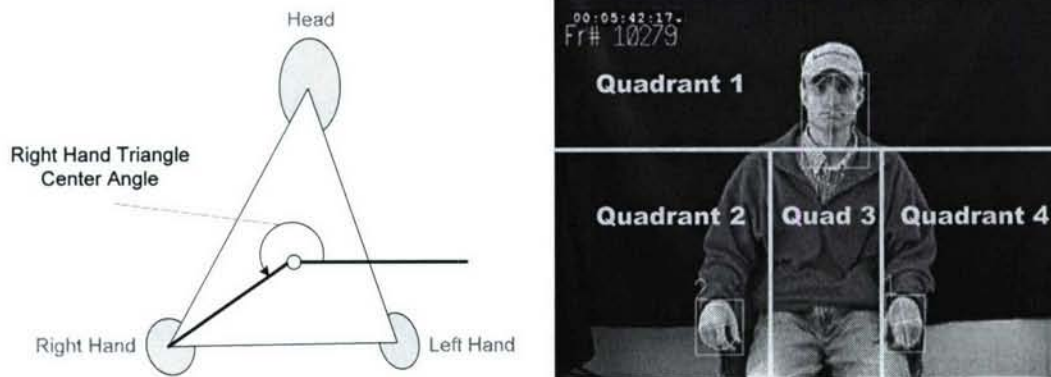 Head
Right Hand Triangle
Center Angle
Right Hand
Left Hand
00:05:42:17.
Fr# 10279
Quadrant 1
Quadrant 2
Quad 3
Quadrant 4